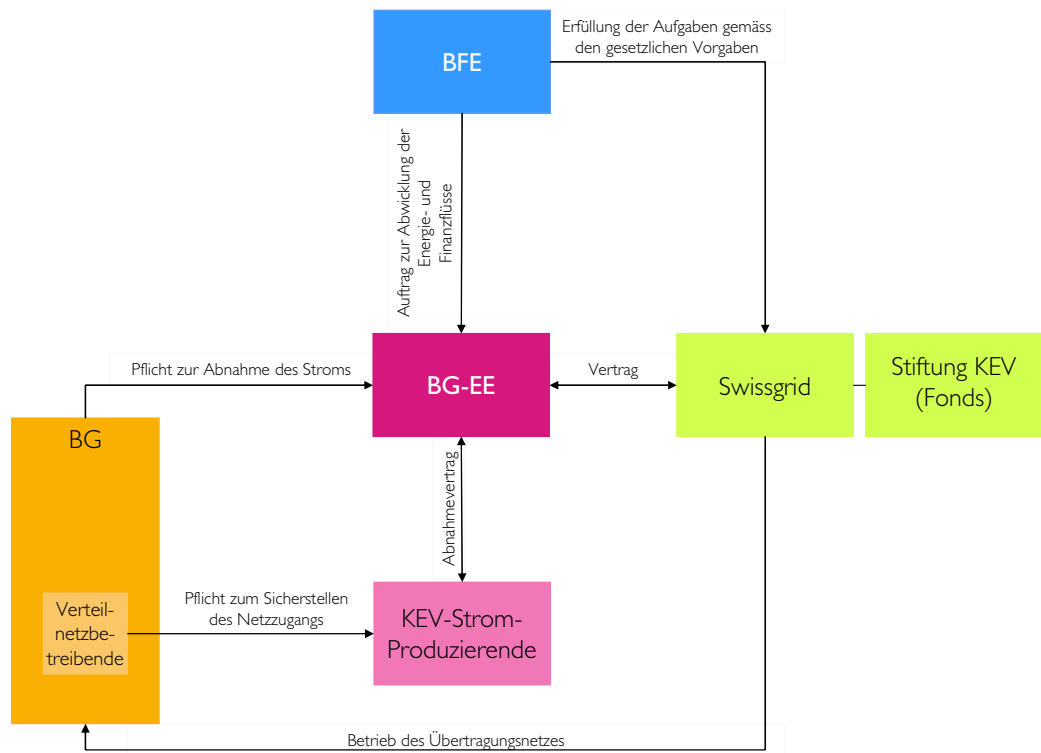 Erfüllung der Aufgaben gemäss
den gesetzlichen Vorgaben
BFE
Auftrag zur Abwicklung der
Energie- und
Finanzflüsse
Pflicht zur Abnahme des Stroms
BG-EE
Vertrag
Swissgrid
Stiftung KEV
(Fonds)
BG
Abnahmevertrag
Verteil-
netzbe-
treibende
Pflicht zum Sicherstellen
des Netzzugangs
KEV-Strom-
Produzierende
Betrieb des Übertragungsnetzes